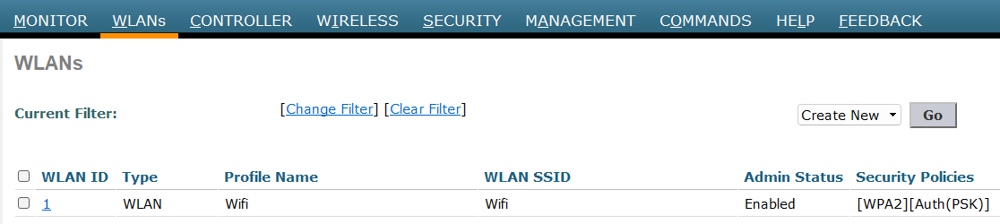 MONITOR WLANs CONTROLLER WIRELESS SECURITY MANAGEMENT COMMANDS HELP FEEDBACK
WLANs
Current Filter: [Change Filter] [Clear Filter] Create New Go
WLAN ID Type Profile Name WLAN SSID Admin Status Security Policies
1 WLAN Wifi Wifi Enabled [WPA2][Auth(PSK)]